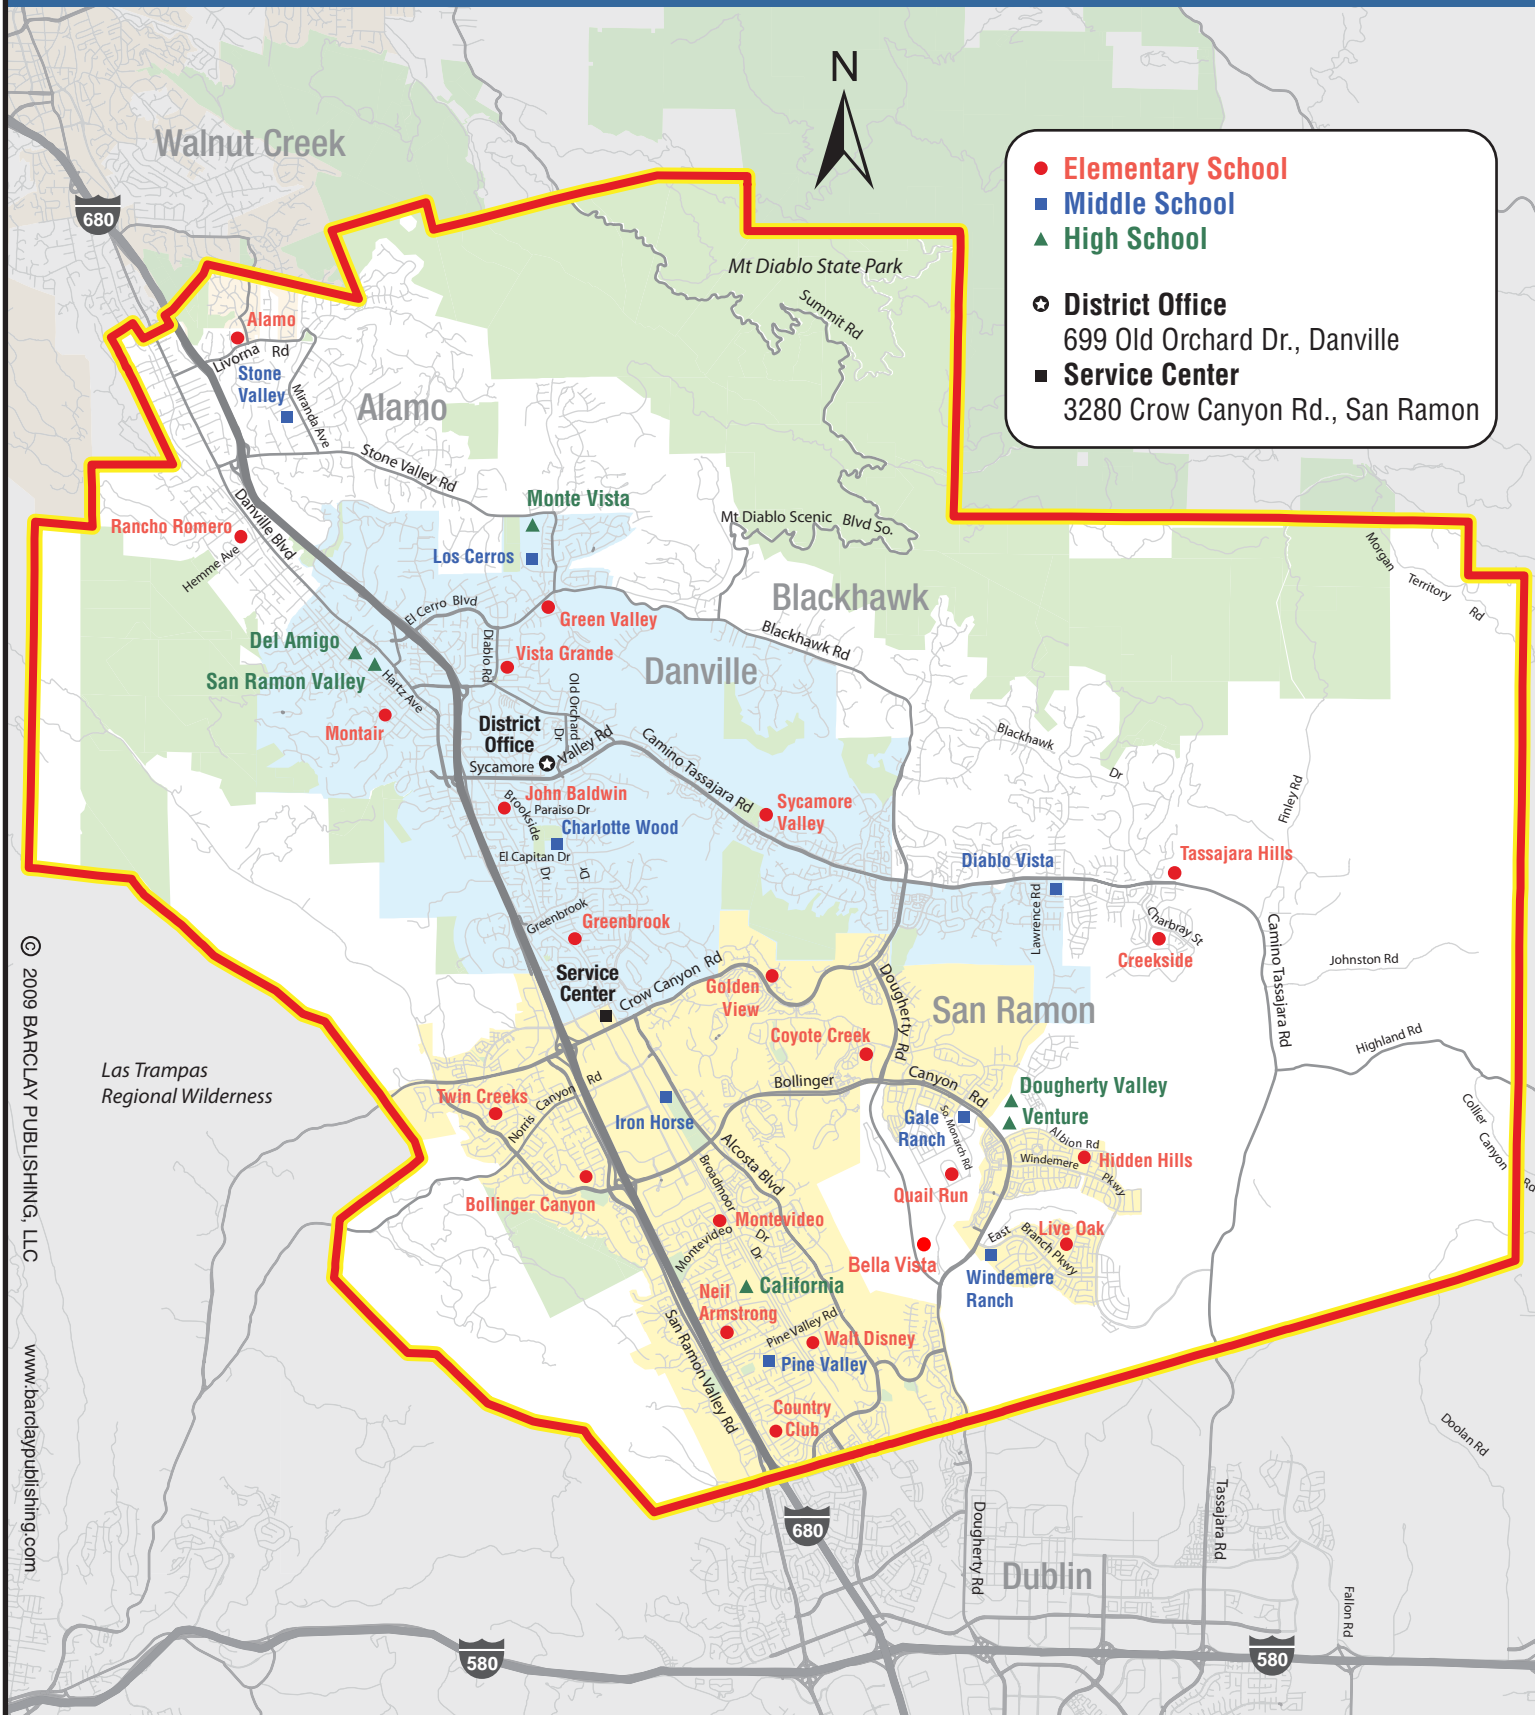 N
Walnut Creek
680
Elementary School
Middle School
High School
District Office
699 Old Orchard Dr., Danville
Service Center
3280 Crow Canyon Rd., San Ramon
Mt Diablo State Park
Summit Rd
Alamo
Livorna Rd
Stone
Valley
Miranda Ave
Alamo
Stone Valley Rd
Danville Blvd
Monte Vista
Rancho Romero
Hemme Ave
Los Cerros
Mt Diablo Scenic Blvd So.
Morgan Territory Rd
Blackhawk
El Cerro Blvd
Green Valley
Blackhawk Rd
Del Amigo
Diablo Rd
Vista Grande
Danville
San Ramon Valley
Hartz Ave
Old Orchard Dr
Montair
District
Office
Sycamore Valley Rd
Camino Tassajara Rd
Blackhawk Dr
Finley Rd
John Baldwin
Brookside Dr
Paraiso Dr
Sycamore
Valley
Charlotte Wood
El Capitan Dr
Diablo Vista
Tassajara Hills
Lawrence Rd
Charbray St
Creekside
Camino Tassajara Rd
Johnston Rd
Greenbrook Dr
Greenbrook
Service
Center
Crow Canyon Rd
Golden
View
Dougherty Rd
San Ramon
Coyote Creek
Highland Rd
Collier Canyon Rd
Las Trampas
Regional Wilderness
Bollinger Canyon Rd
Twin Creeks
Norris Canyon Rd
Iron Horse
Gale
Ranch
So. Monarch Rd
Dougherty Valley
Venture
Albion Rd
Windemere Pkwy
Hidden Hills
Alcosta Blvd
Broadmoor Dr
Quail Run
Bollinger Canyon
Montevideo
Montevideo Dr
Live Oak
East Branch Pkwy
Bella Vista
Windemere
Ranch
California
Neil
Armstrong
Pine Valley Rd
Walt Disney
Pine Valley
San Ramon Valley Rd
Country
Club
Doolan Rd
680
Dougherty Rd
Tassajara Rd
Dublin
Fallon Rd
580
580
© 2009 BARCLAY PUBLISHING, LLC www.barclaypublishing.com